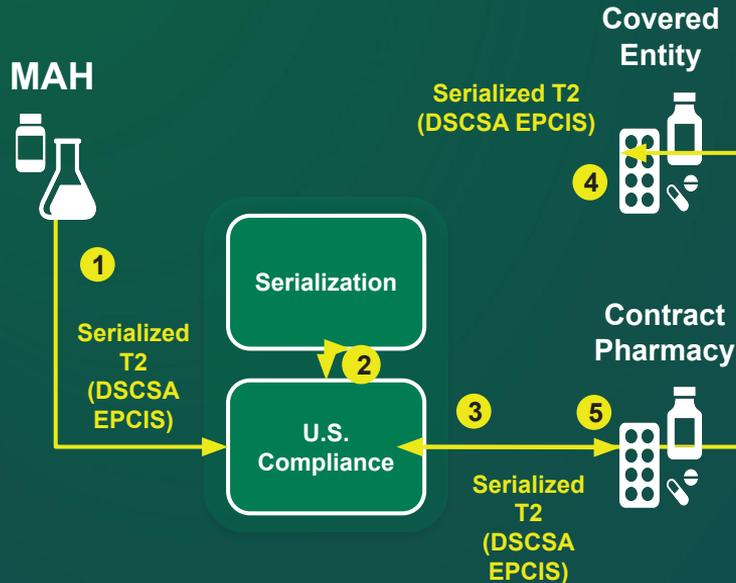 MAH
1
Serialized
T2
(DSCSA
EPCIS)
Serialization
2
U.S.
Compliance
3
Serialized
T2
(DSCSA
EPCIS)
Covered
Entity
Serialized T2
(DSCSA EPCIS)
4
Contract
Pharmacy
5